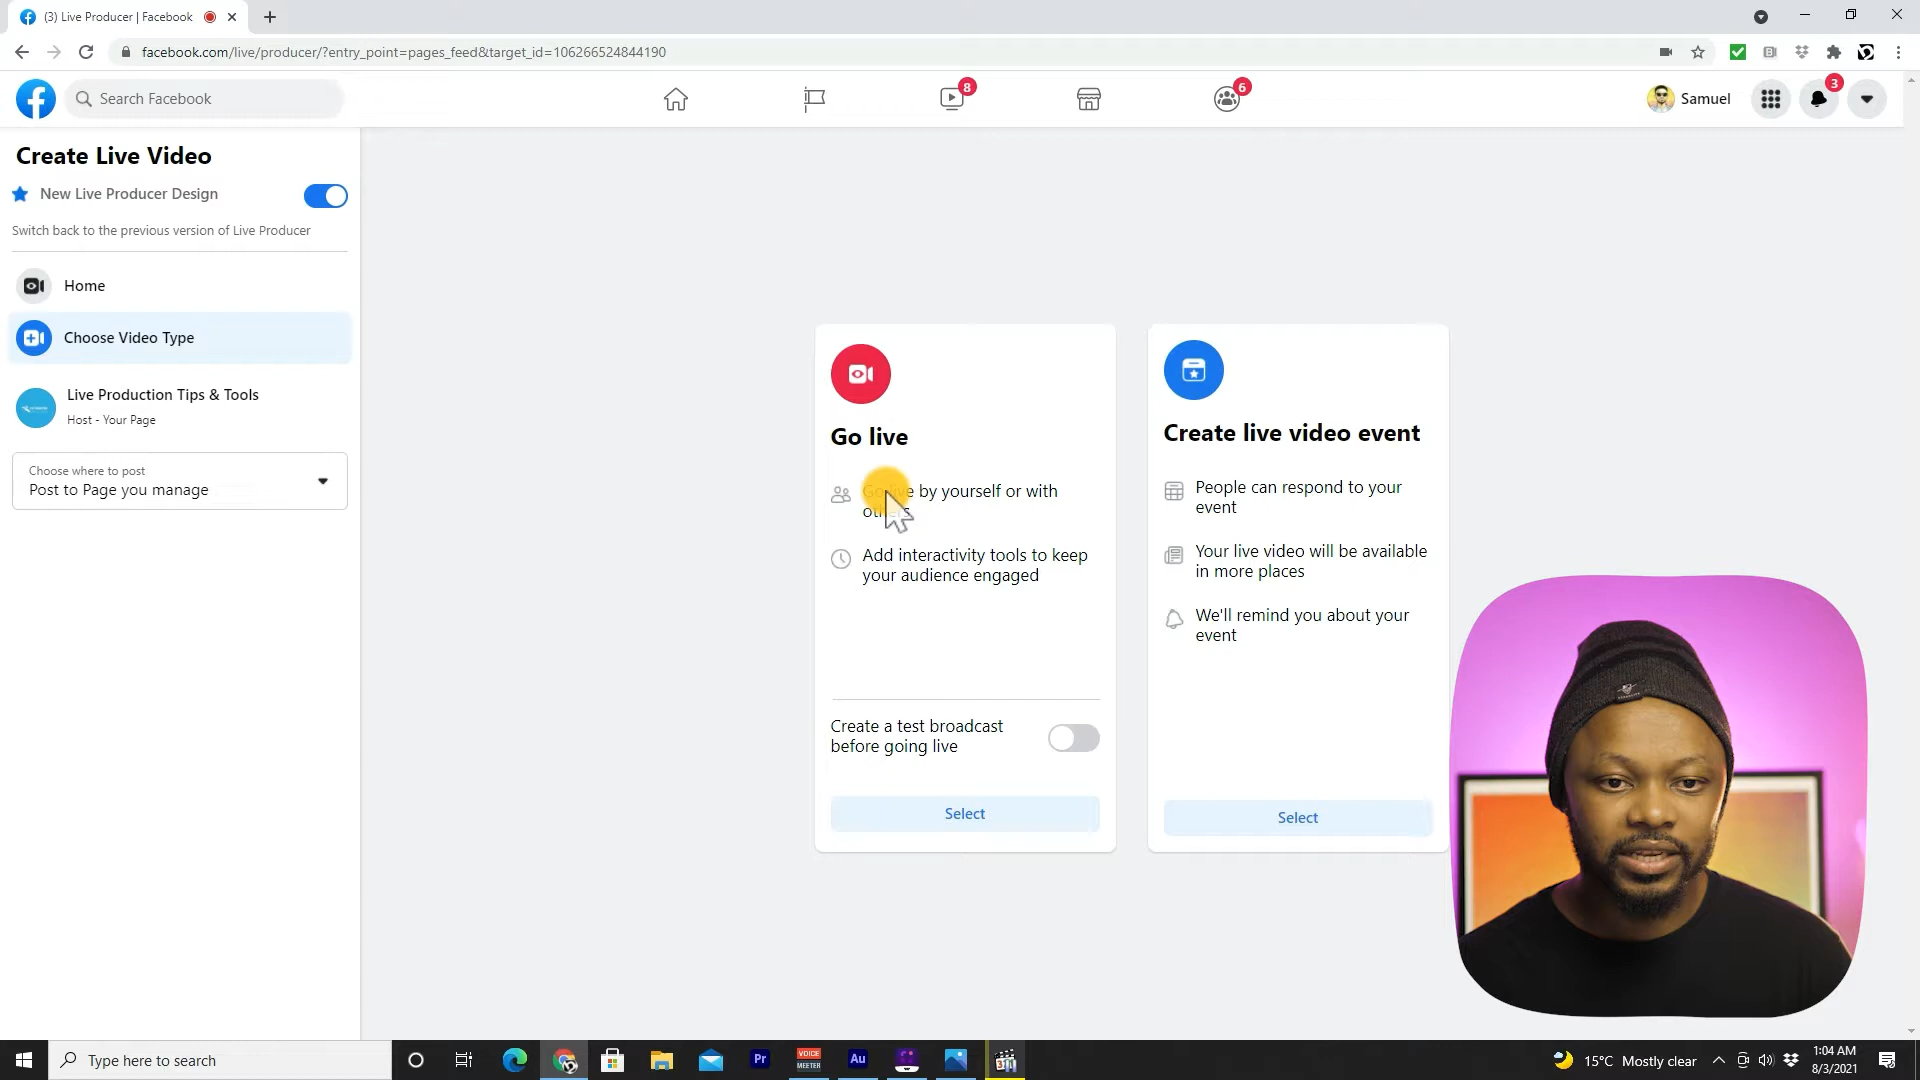 (3) Live Producer | Facebook
facebook.com/live/producer/?entry_point=pages_feed&target_id=106266524844190
Search Facebook
8
6
Samuel
3
Create Live Video
New Live Producer Design
Switch back to the previous version of Live Producer
Home
Choose Video Type
Live Production Tips & Tools
Host - Your Page
Choose where to post
Post to Page you manage
Go live
Go live by yourself or with
others
Add interactivity tools to keep
your audience engaged
Create a test broadcast
before going live
Select
Create live video event
People can respond to your
event
Your live video will be available
in more places
We'll remind you about your
event
Select
Type here to search
Pr
VOICE
MEETER
Au
321
15°C Mostly clear
1:04 AM
8/3/2021